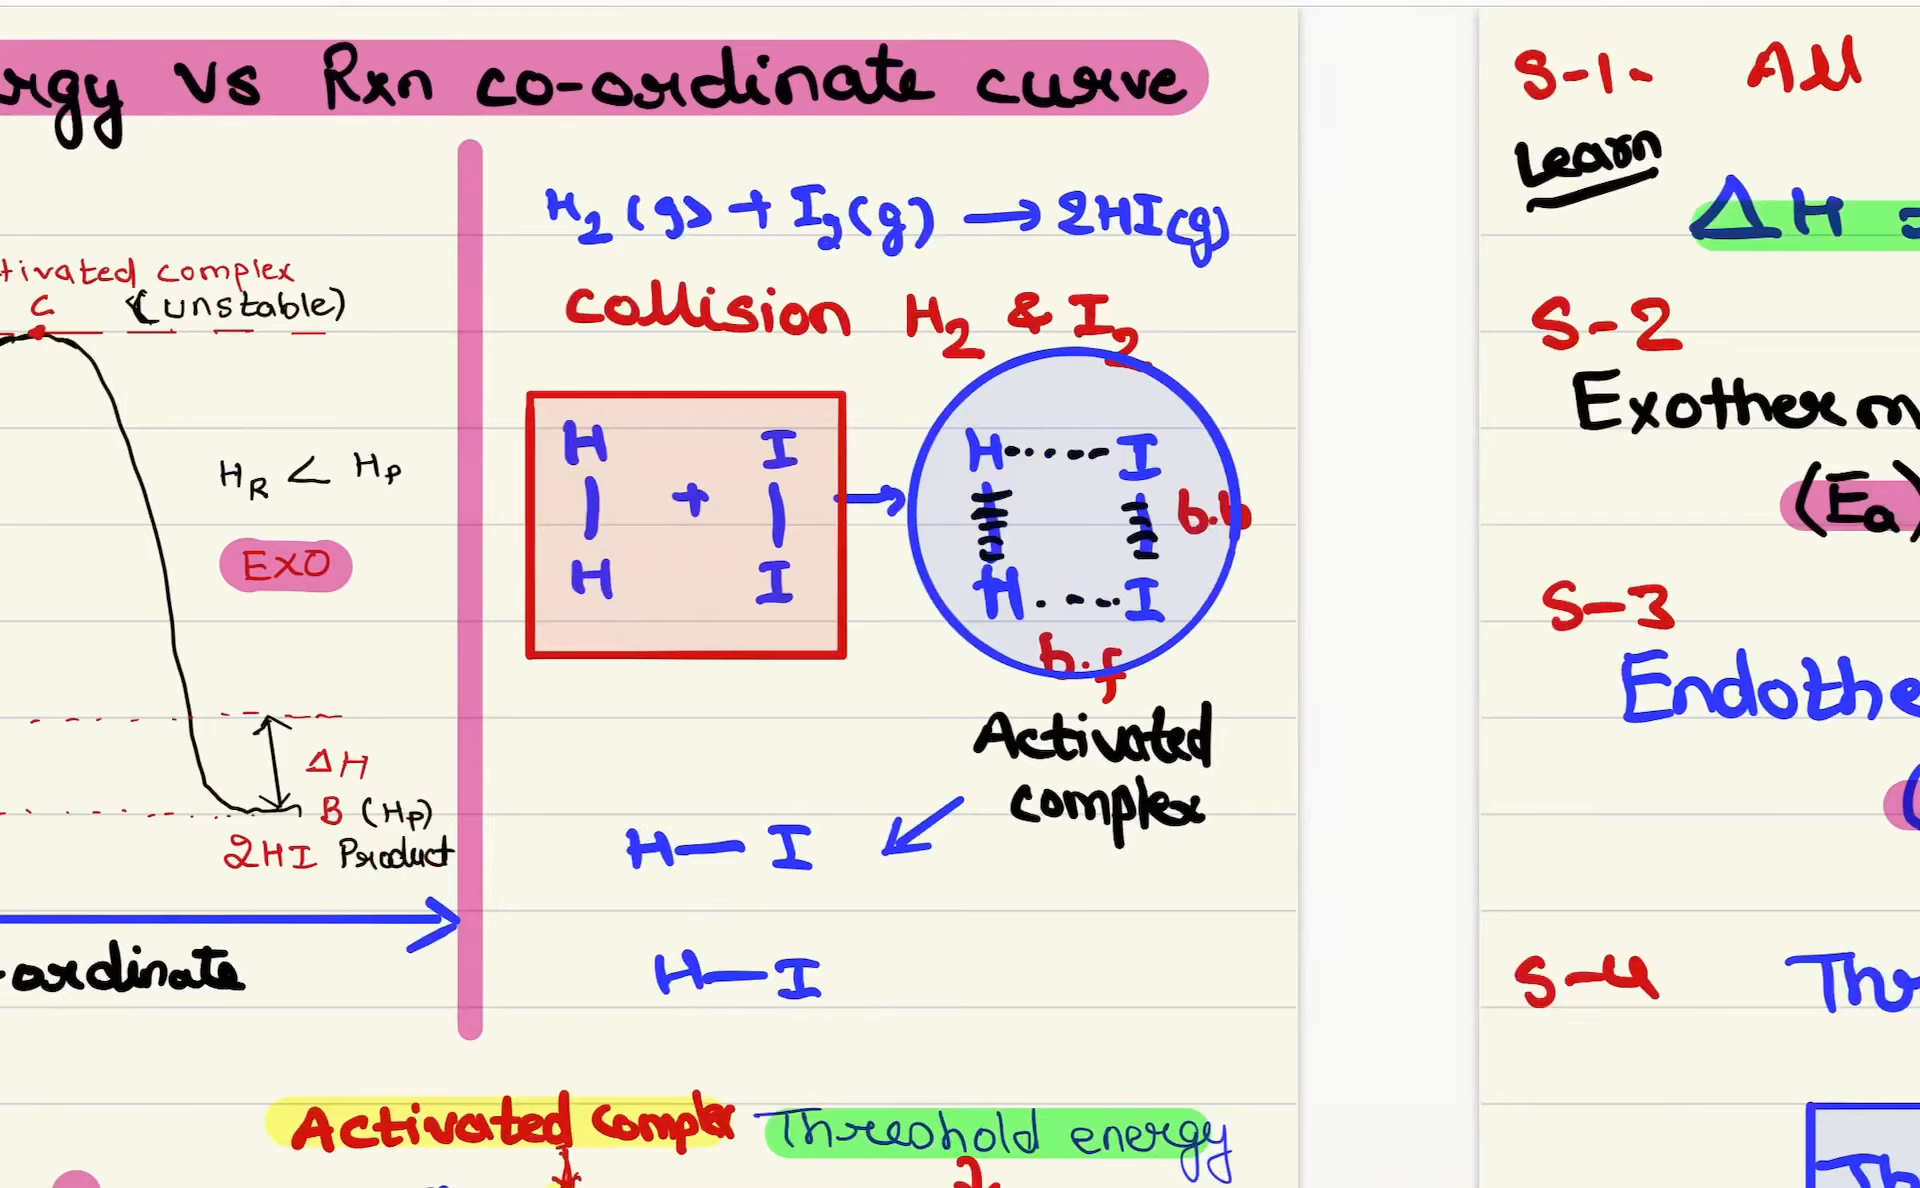 rgy vs Rxn co-ordinate curve
tivated complex
C (unstable)
HR < Hp
EXO
ΔH
B (Hp)
2HI Product
-ordinate
H2 (g) + I2 (g) → 2HI(g)
Collision H2 & I2
H I
+
H I
H I
b.b
H I
b.f
Activated
complex
H — I
H — I
Activated Complex
Threshold energy
S-1- All
Learn
ΔH =
S-2
Exotherm
(Ea)
S-3
Endothe
(
S-4 Thr
Th